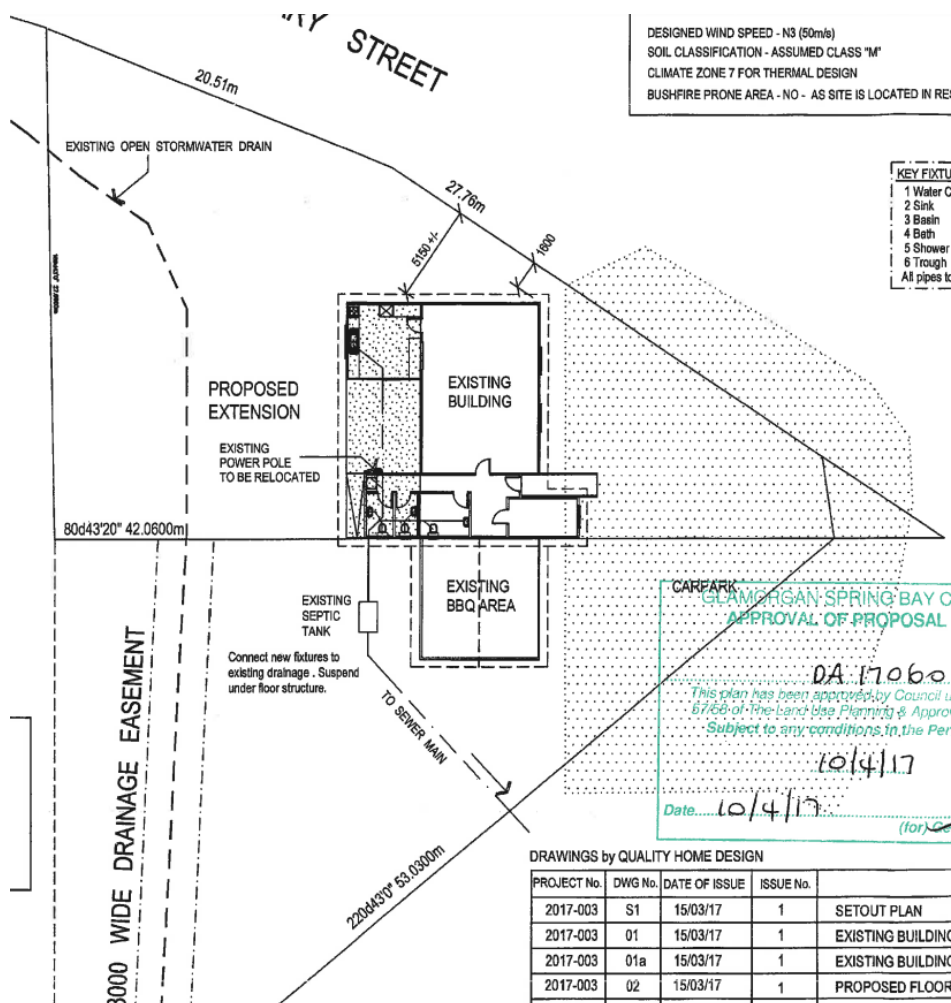 STREET
DESIGNED WIND SPEED - N3 (50m/s)
SOIL CLASSIFICATION - ASSUMED CLASS "M"
CLIMATE ZONE 7 FOR THERMAL DESIGN
BUSHFIRE PRONE AREA - NO - AS SITE IS LOCATED IN RES
20.51m
EXISTING OPEN STORMWATER DRAIN
KEY FIXTU
1 Water C
2 Sink
3 Basin
4 Bath
5 Shower
6 Trough
All pipes to
27.76m
5150 +/-
1600
PROPOSED
EXTENSION
EXISTING
BUILDING
EXISTING
POWER POLE
TO BE RELOCATED
80d43'20" 42.0600m
EXISTING
SEPTIC
TANK
EXISTING
BBQ AREA
CARPARK
Connect new fixtures to
existing drainage . Suspend
under floor structure.
TO SEWER MAIN
3000 WIDE DRAINAGE EASEMENT
220d43'0" 53.0300m
GLAMORGAN SPRING BAY C
APPROVAL OF PROPOSAL
DA 17060
This plan has been approved by Council u
57/58 of The Land Use Planning & Approv
Subject to any conditions in the Per
10/4/17
Date 10/4/17
(for)
DRAWINGS by QUALITY HOME DESIGN
PROJECT No. DWG No. DATE OF ISSUE ISSUE No.
2017-003 S1 15/03/17 1 SETOUT PLAN
2017-003 01 15/03/17 1 EXISTING BUILDING
2017-003 01a 15/03/17 1 EXISTING BUILDING
2017-003 02 15/03/17 1 PROPOSED FLOOR